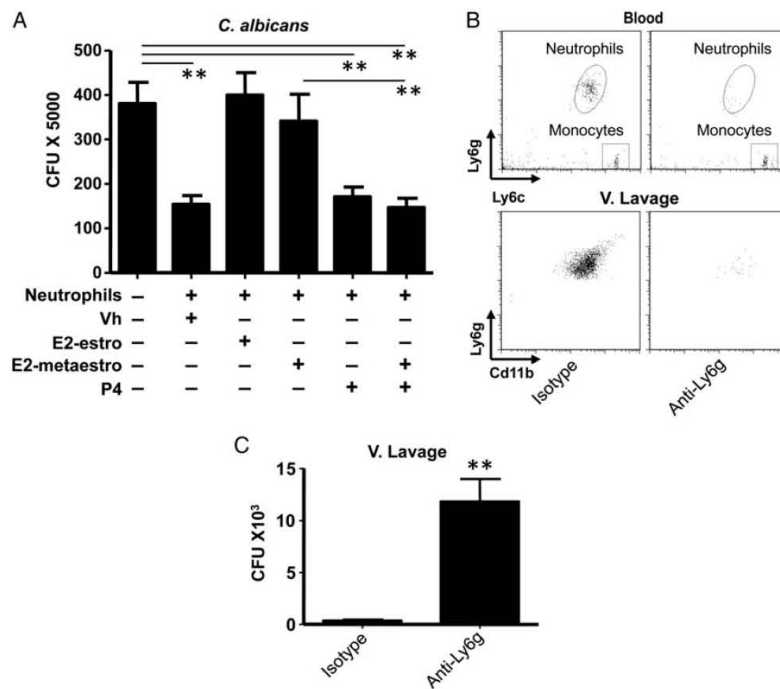 A
C. albicans
CFU X 5000
500
400
300
200
100
0
**
**
**
**
Neutrophils – + + + + +
Vh – + – – – –
E2-estro – – + – – –
E2-metaestro – – – + – +
P4 – – – – + +
B
Blood
Neutrophils
Neutrophils
Monocytes
Monocytes
Ly6g
Ly6c
V. Lavage
Ly6g
Cd11b
Isotype
Anti-Ly6g
C
V. Lavage
CFU X10³
15
10
5
0
**
Isotype
Anti-Ly6g